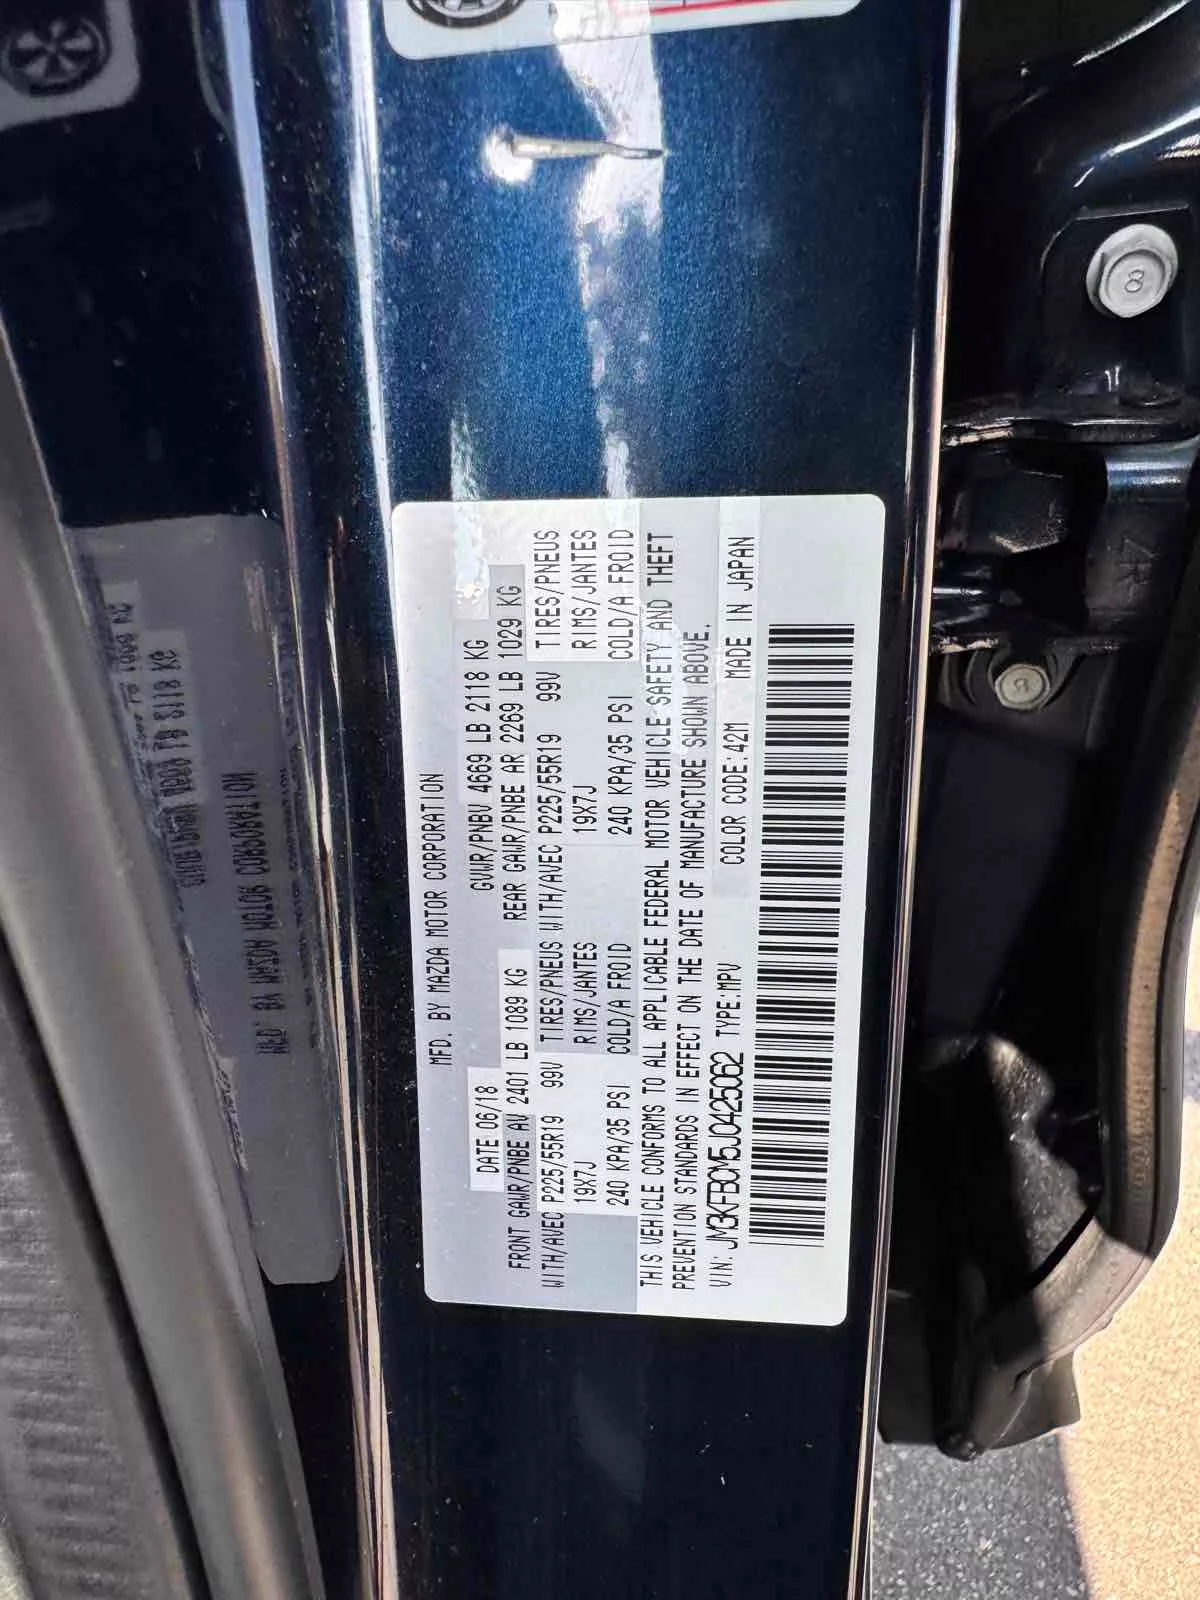 MFD. BY MAZDA MOTOR CORPORATION
DATE 06/18 GVWR/PNBV 4669 LB 2118 KG
FRONT GAWR/PNBE AV 2401 LB 1089 KG REAR GAWR/PNBE AR 2269 LB 1029 KG
WITH/AVEC P225/55R19 99V TIRES/PNEUS WITH/AVEC P225/55R19 99V TIRES/PNEUS
19X7J RIMS/JANTES 19X7J RIMS/JANTES
240 KPA/35 PSI COLD/A FROID 240 KPA/35 PSI COLD/A FROID
THIS VEHICLE CONFORMS TO ALL APPLICABLE FEDERAL MOTOR VEHICLE SAFETY AND THEFT
PREVENTION STANDARDS IN EFFECT ON THE DATE OF MANUFACTURE SHOWN ABOVE.
VIN: JM3KFBCM5J0425062 TYPE:MPV COLOR CODE:42M MADE IN JAPAN
8
8